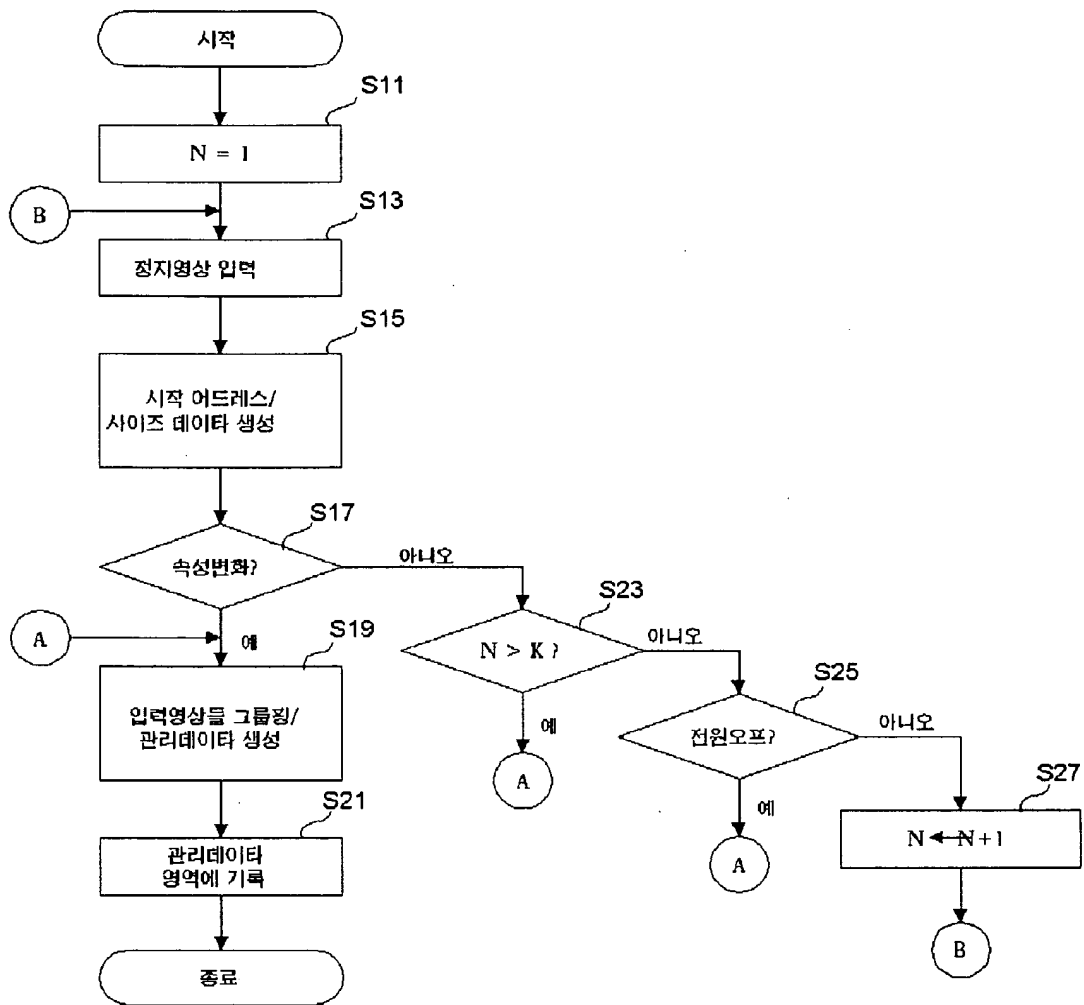 시작
S11
N = 1
B
S13
정지영상 입력
S15
시작 어드레스/
사이즈 데이타 생성
S17
속성변화?
아니오
예
A
S19
입력영상들 그룹핑/
관리데이타 생성
S21
관리데이타
영역에 기록
종료
S23
N > K ?
아니오
예
A
S25
전원오프?
아니오
예
A
S27
N ← N+1
B